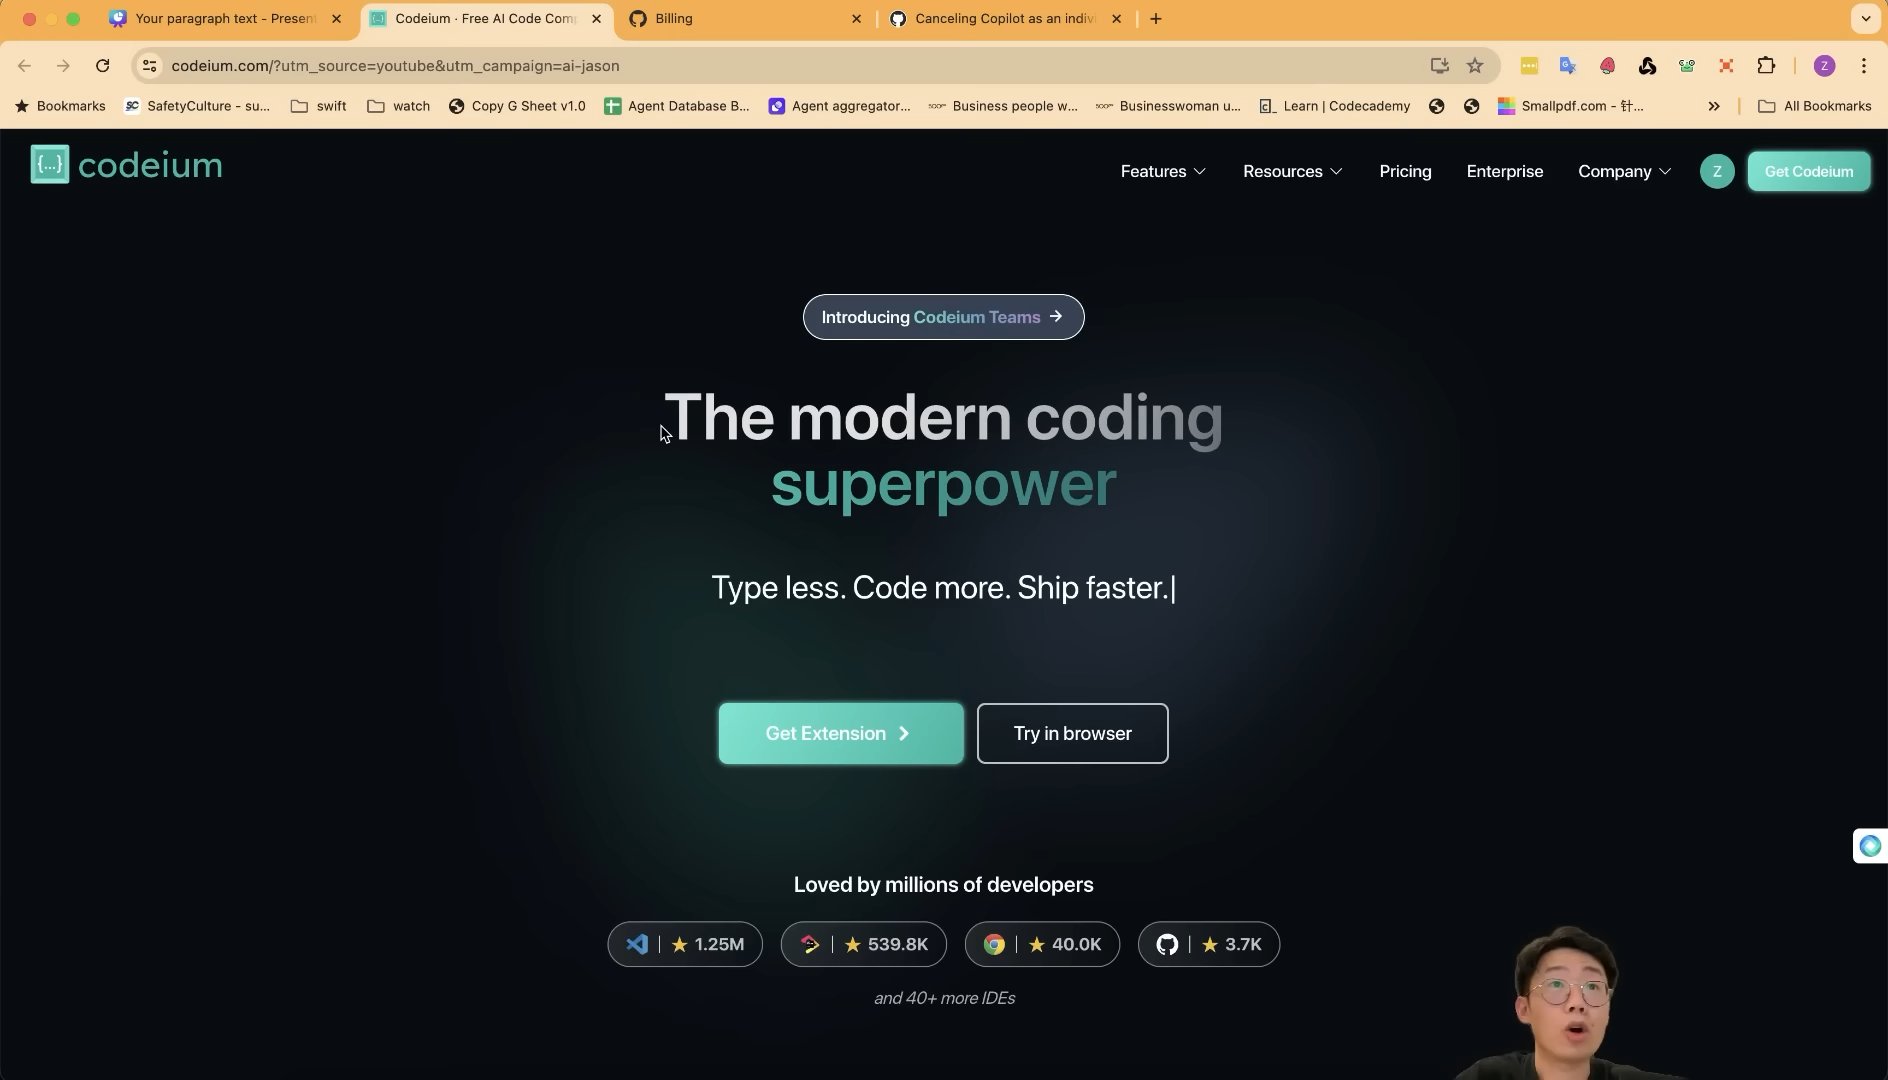 Your paragraph text - Presen
Codeium · Free AI Code Comp
Billing
Canceling Copilot as an indiv
codeium.com/?utm_source=youtube&utm_campaign=ai-jason
Z
Bookmarks
SC SafetyCulture - su...
swift
watch
Copy G Sheet v1.0
Agent Database B...
Agent aggregator...
Business people w...
Businesswoman u...
Learn | Codecademy
Smallpdf.com - 针...
All Bookmarks
{...} codeium
Features
Resources
Pricing
Enterprise
Company
Z
Get Codeium
Introducing Codeium Teams →
The modern coding
superpower
Type less. Code more. Ship faster.|
Get Extension
Try in browser
Loved by millions of developers
1.25M
539.8K
40.0K
3.7K
and 40+ more IDEs